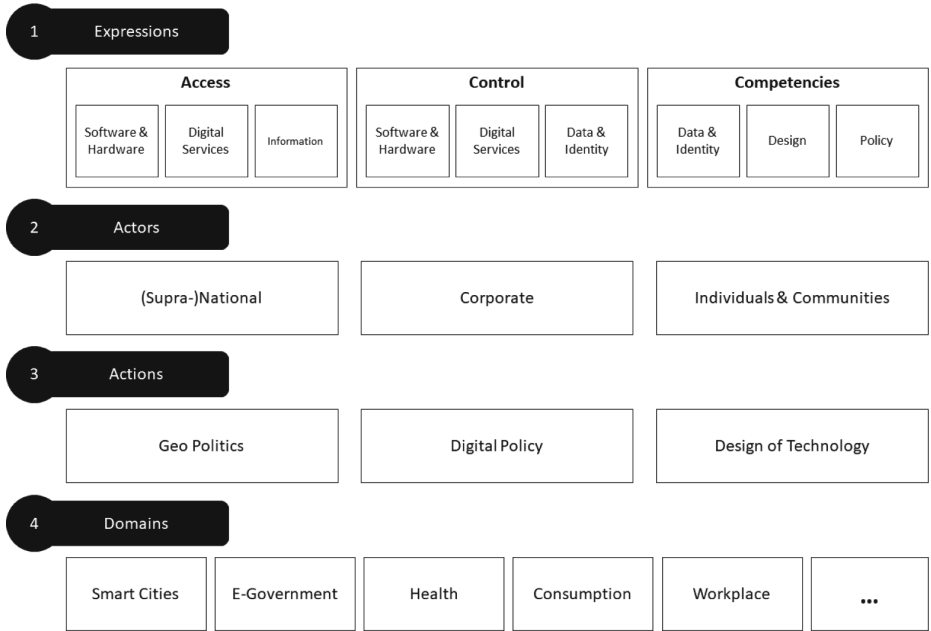 1
Expressions
Access
Control
Competencies
Software &
Hardware
Digital
Services
Information
Software &
Hardware
Digital
Services
Data &
Identity
Data &
Identity
Design
Policy
2
Actors
(Supra-)National
Corporate
Individuals & Communities
3
Actions
Geo Politics
Digital Policy
Design of Technology
4
Domains
Smart Cities
E-Government
Health
Consumption
Workplace
...